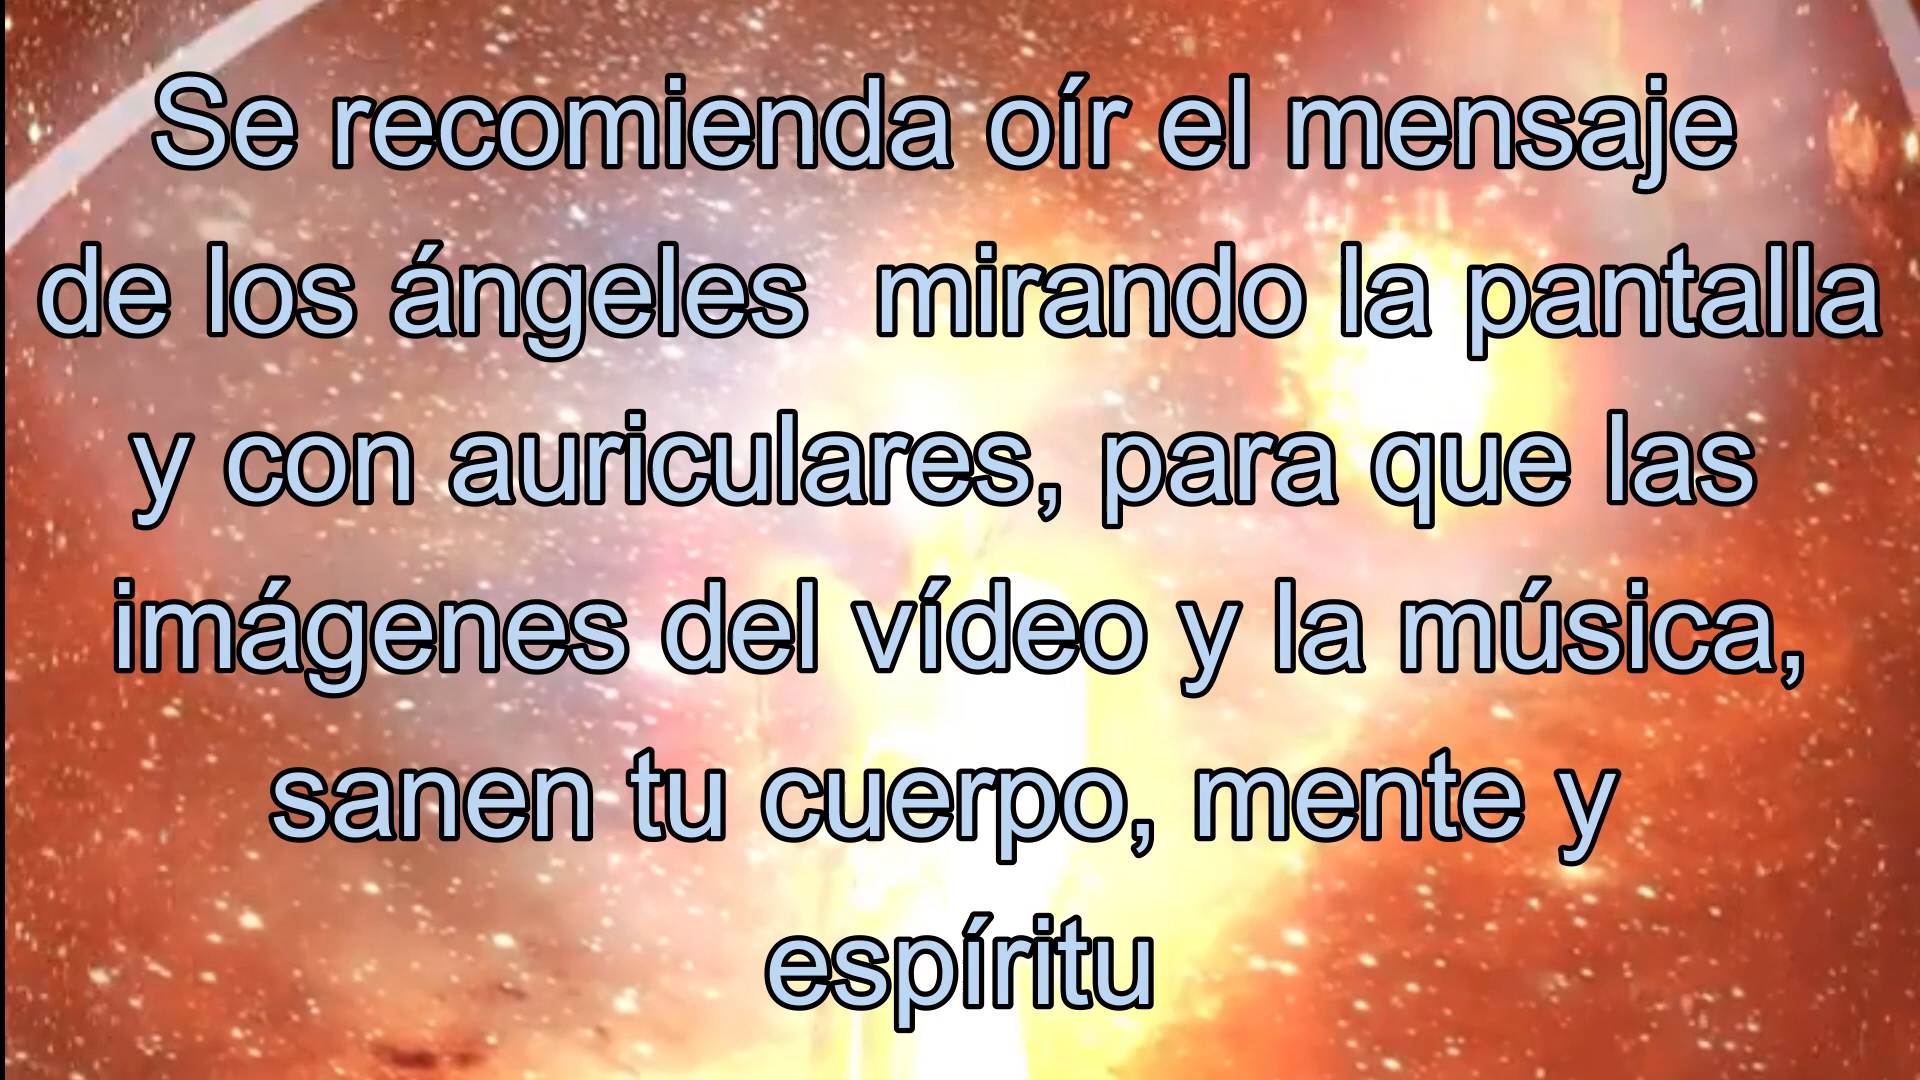 Se recomienda oír el mensaje
de los ángeles  mirando la pantalla
y con auriculares, para que las
imágenes del vídeo y la música,
sanen tu cuerpo, mente y
espíritu